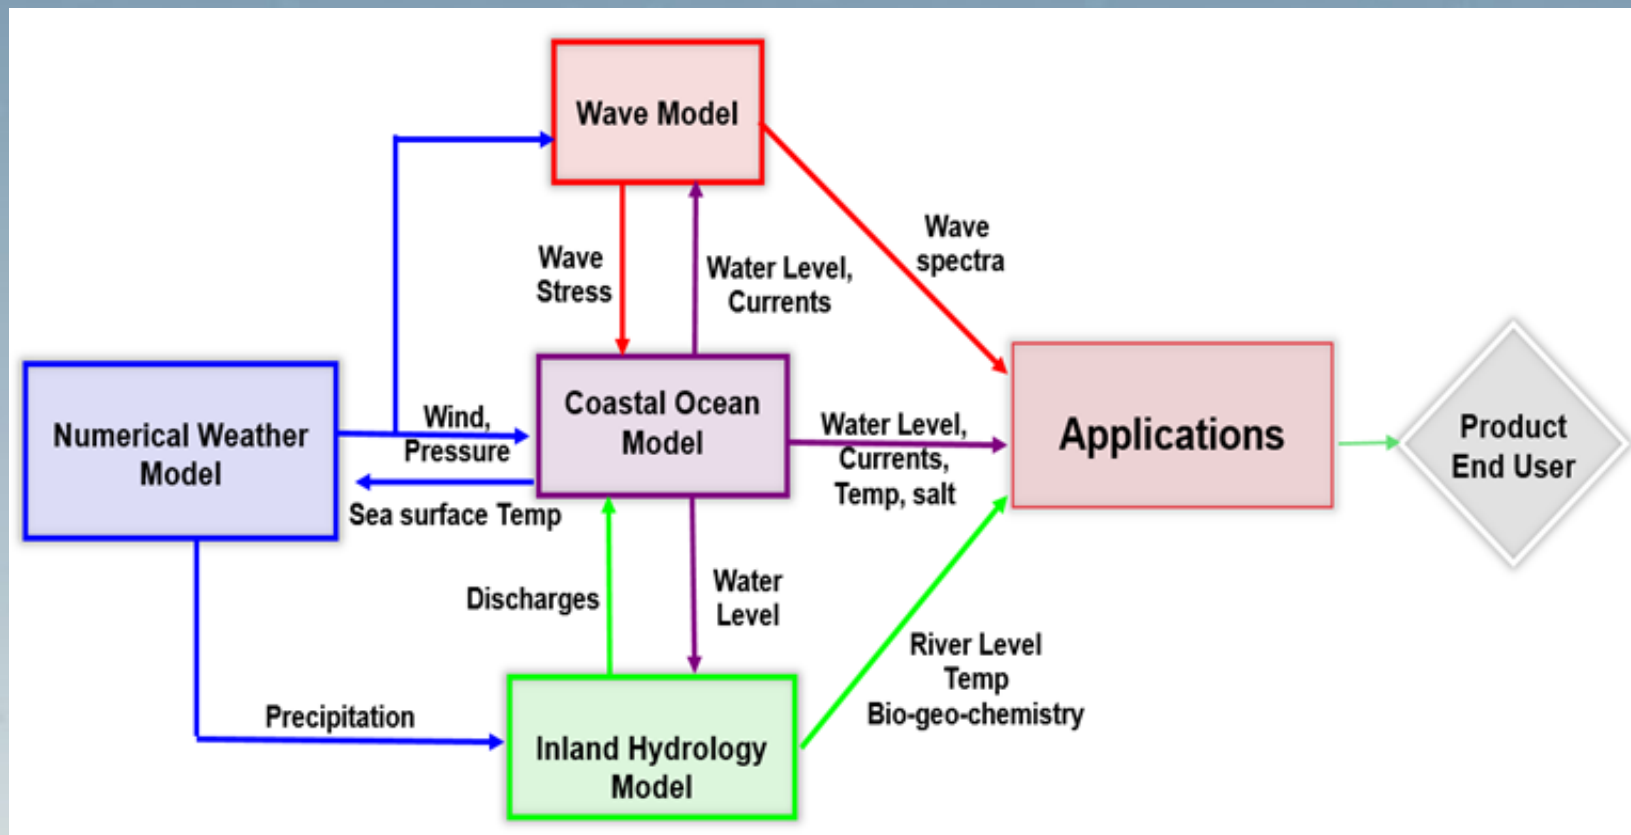 Wave Model
Wave
Stress
Water Level,
Currents
Wave
spectra
Numerical Weather
Model
Wind,
Pressure
Sea surface Temp
Coastal Ocean
Model
Water Level,
Currents,
Temp, salt
Applications
Product
End User
Discharges
Water
Level
Precipitation
Inland Hydrology
Model
River Level
Temp
Bio-geo-chemistry